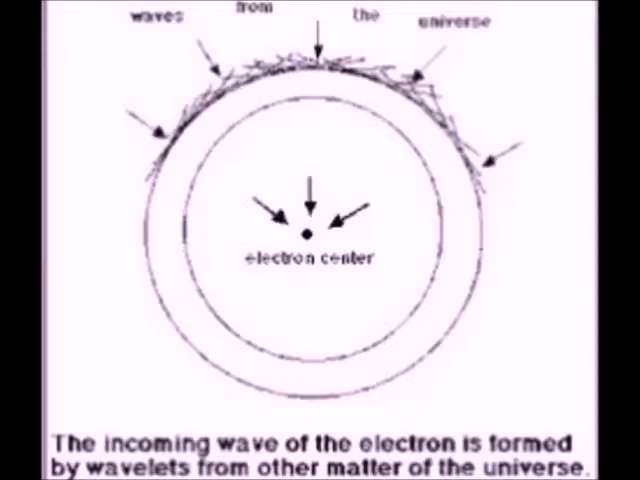 waves from the universe
electron center
The incoming wave of the electron is formed
by wavelets from other matter of the universe.